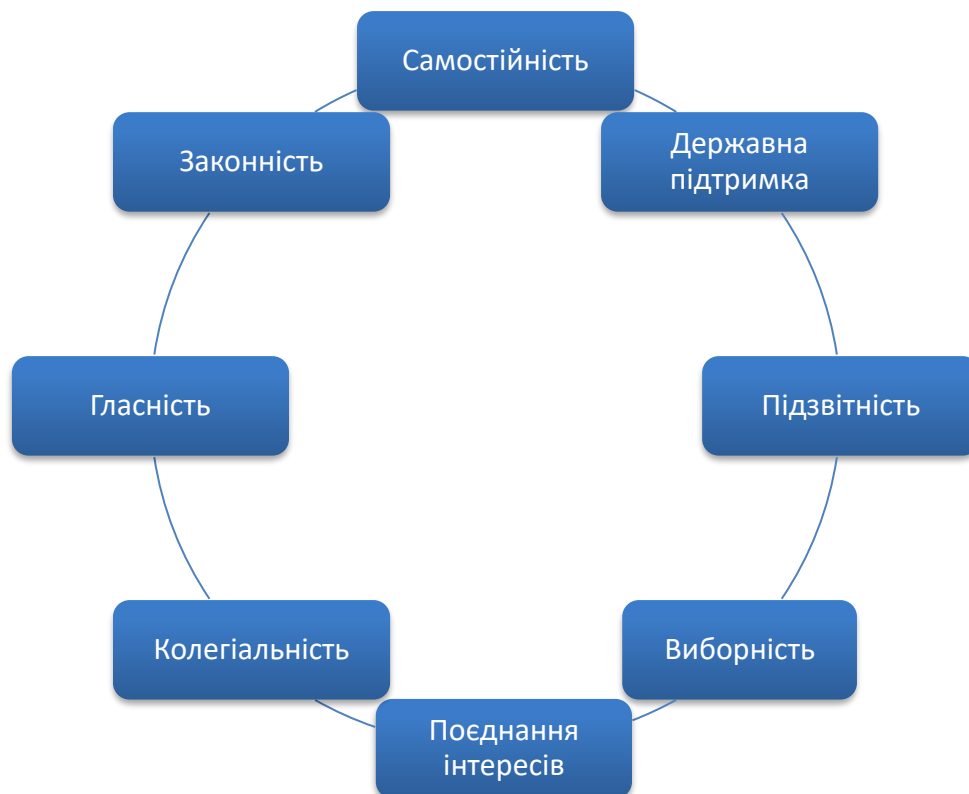 Самостійність
Державна
підтримка
Підзвітність
Виборність
Поєднання
інтересів
Колегіальність
Гласність
Законність